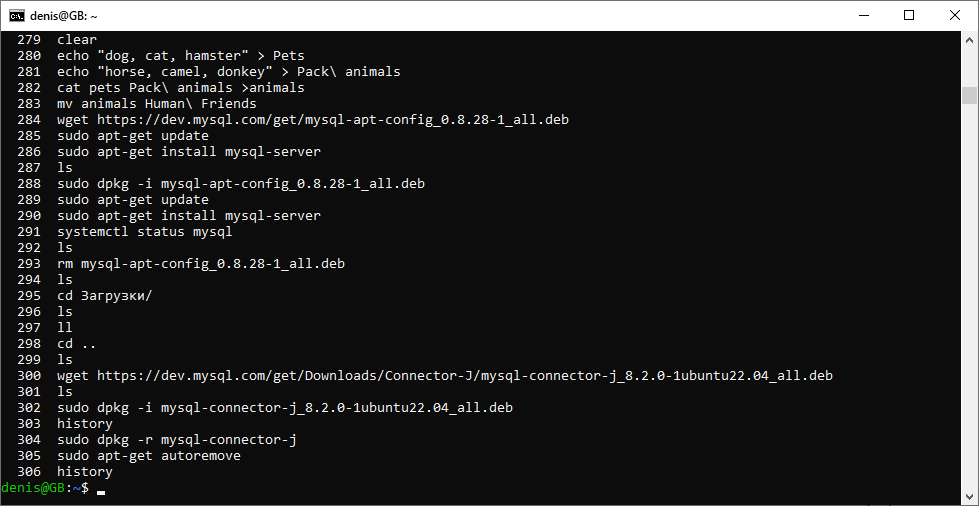 denis@GB: ~
279 clear
280 echo "dog, cat, hamster" > Pets
281 echo "horse, camel, donkey" > Pack\ animals
282 cat pets Pack\ animals >animals
283 mv animals Human\ Friends
284 wget https://dev.mysql.com/get/mysql-apt-config_0.8.28-1_all.deb
285 sudo apt-get update
286 sudo apt-get install mysql-server
287 ls
288 sudo dpkg -i mysql-apt-config_0.8.28-1_all.deb
289 sudo apt-get update
290 sudo apt-get install mysql-server
291 systemctl status mysql
292 ls
293 rm mysql-apt-config_0.8.28-1_all.deb
294 ls
295 cd Загрузки/
296 ls
297 ll
298 cd ..
299 ls
300 wget https://dev.mysql.com/get/Downloads/Connector-J/mysql-connector-j_8.2.0-1ubuntu22.04_all.deb
301 ls
302 sudo dpkg -i mysql-connector-j_8.2.0-1ubuntu22.04_all.deb
303 history
304 sudo dpkg -r mysql-connector-j
305 sudo apt-get autoremove
306 history
denis@GB:~$